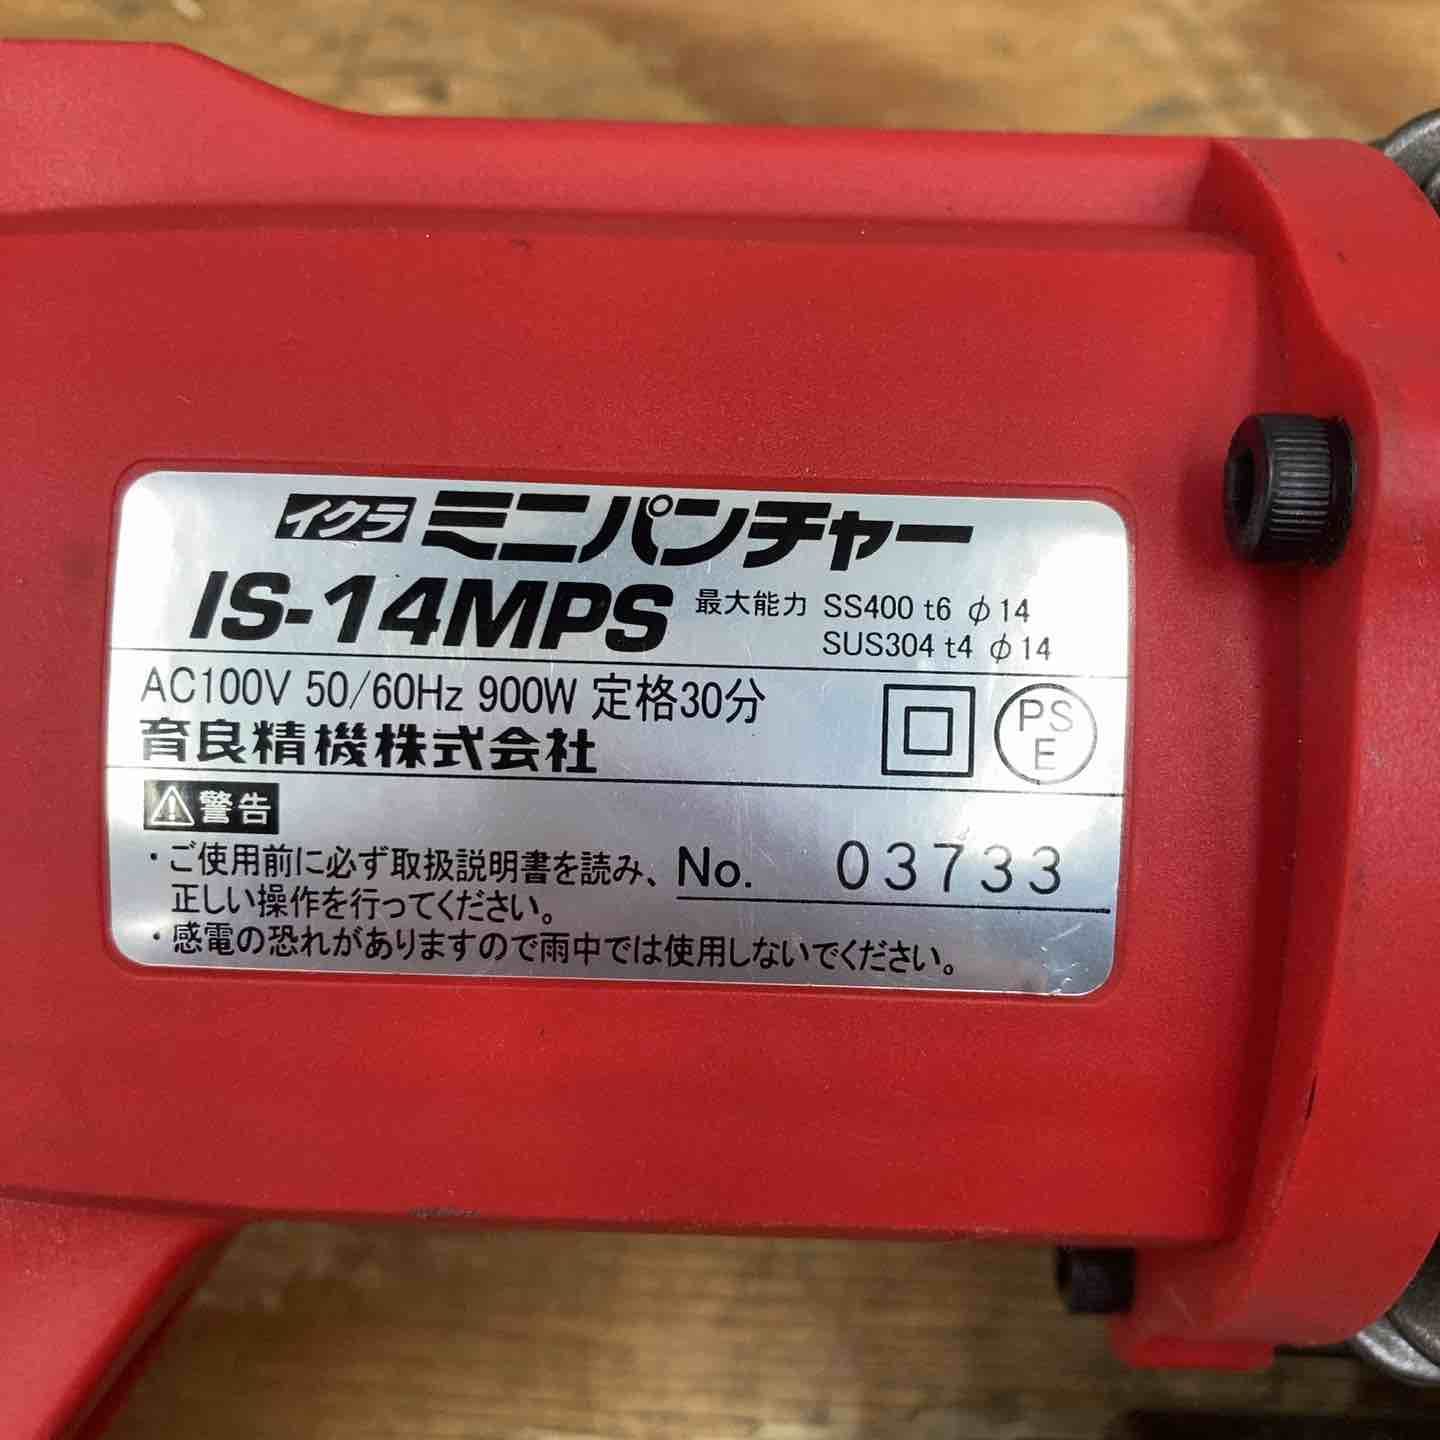 イクラ ミニパンチャー
IS-14MPS 最大能力 SS400 t6 φ14
SUS304 t4 φ14
AC100V 50/60Hz 900W 定格30分
育良精機株式会社
PS
E
警告
・ご使用前に必ず取扱説明書を読み、
正しい操作を行ってください。
・感電の恐れがありますので雨中では使用しないでください。
No. 03733